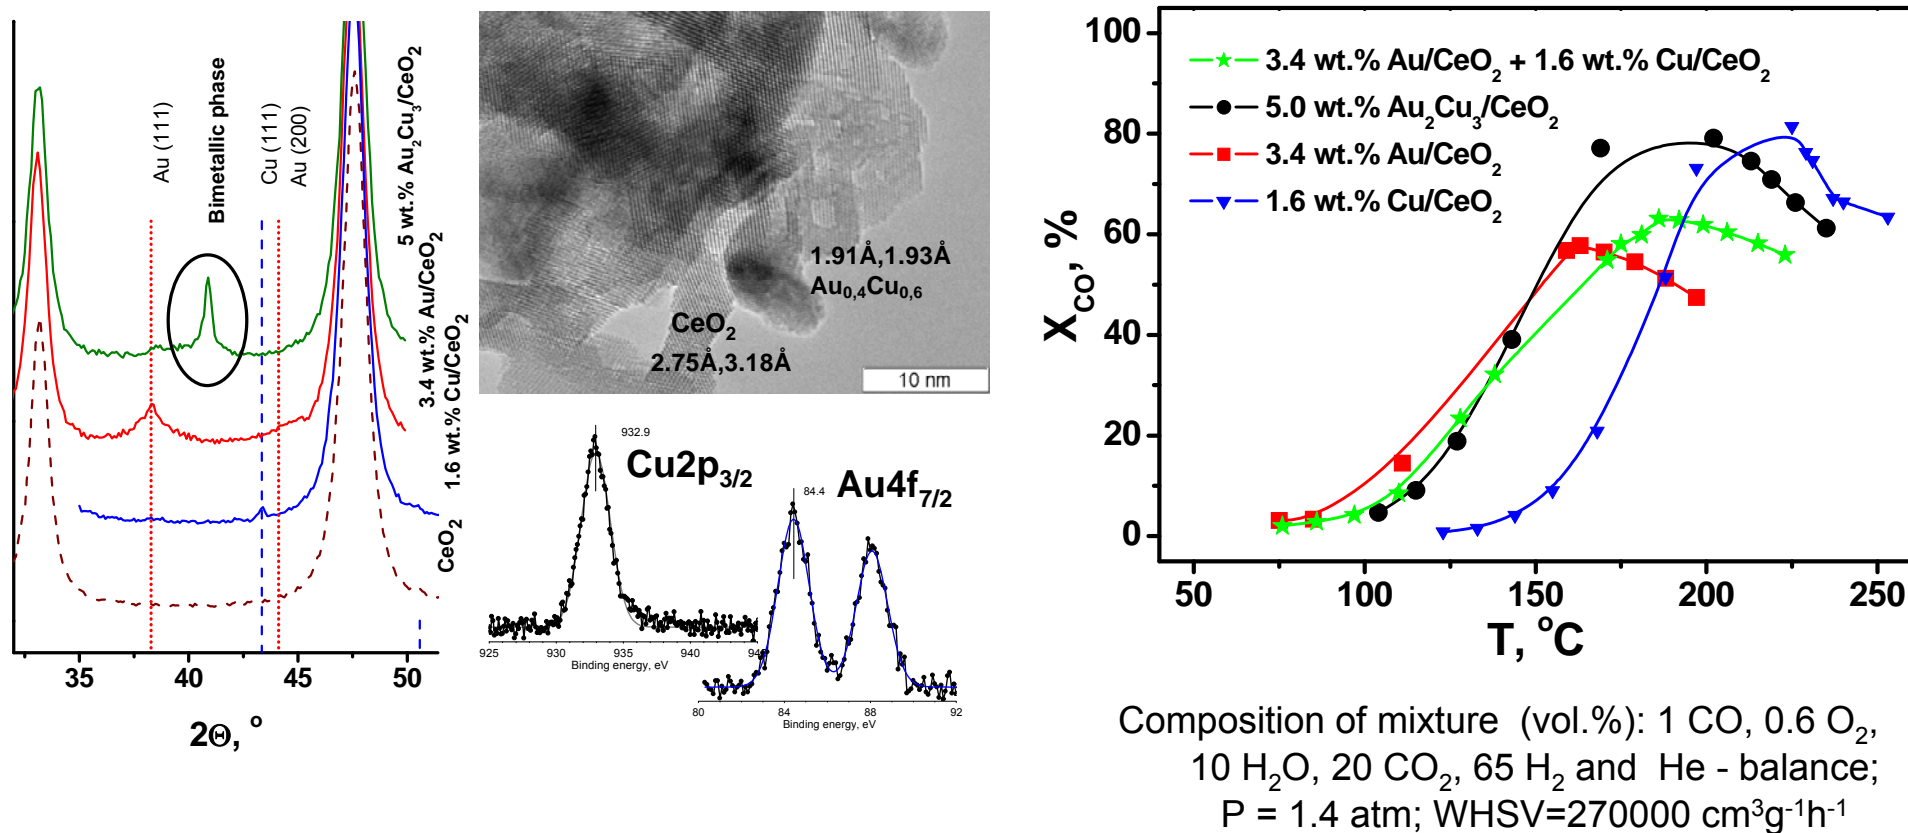 Au (111)
Bimetallic phase
Cu (111)
Au (200)
5 wt.% Au₂Cu₃/CeO₂
3.4 wt.% Au/CeO₂
1.6 wt.% Cu/CeO₂
CeO₂
35 40 45 50
2Θ, °
1.91Å,1.93Å
Au₀,₄Cu₀,₆
CeO₂
2.75Å,3.18Å
10 nm
932.9
Cu2p₃/₂
925 930 935 940
Binding energy, eV
84.4
Au4f₇/₂
80 84 88 92
Binding energy, eV
3.4 wt.% Au/CeO₂ + 1.6 wt.% Cu/CeO₂
5.0 wt.% Au₂Cu₃/CeO₂
3.4 wt.% Au/CeO₂
1.6 wt.% Cu/CeO₂
X_CO, %
100
80
60
40
20
0
50 100 150 200 250
T, °C
Composition of mixture (vol.%): 1 CO, 0.6 O₂,
10 H₂O, 20 CO₂, 65 H₂ and He - balance;
P = 1.4 atm; WHSV=270000 cm³g⁻¹h⁻¹